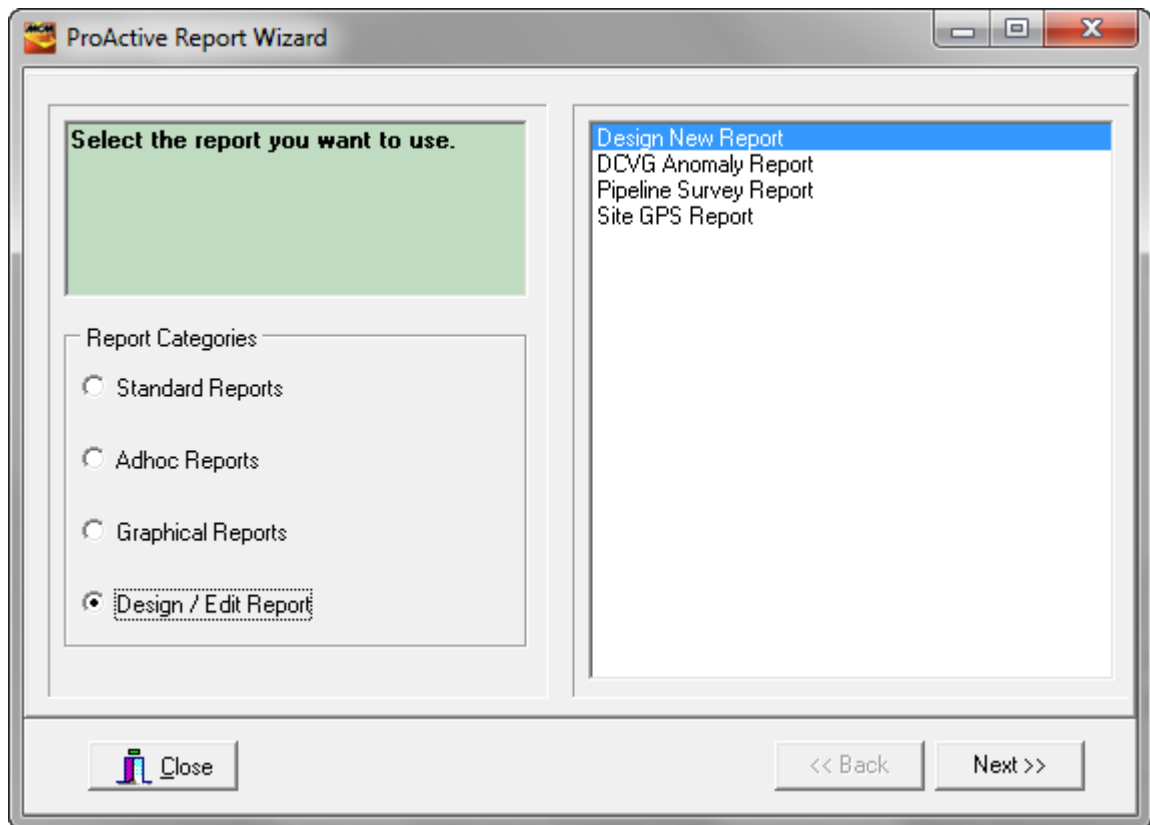 MCM
ProActive Report Wizard
Select the report you want to use.
Report Categories
Standard Reports
Adhoc Reports
Graphical Reports
Design / Edit Report
Design New Report
DCVG Anomaly Report
Pipeline Survey Report
Site GPS Report
Close
<< Back
Next >>